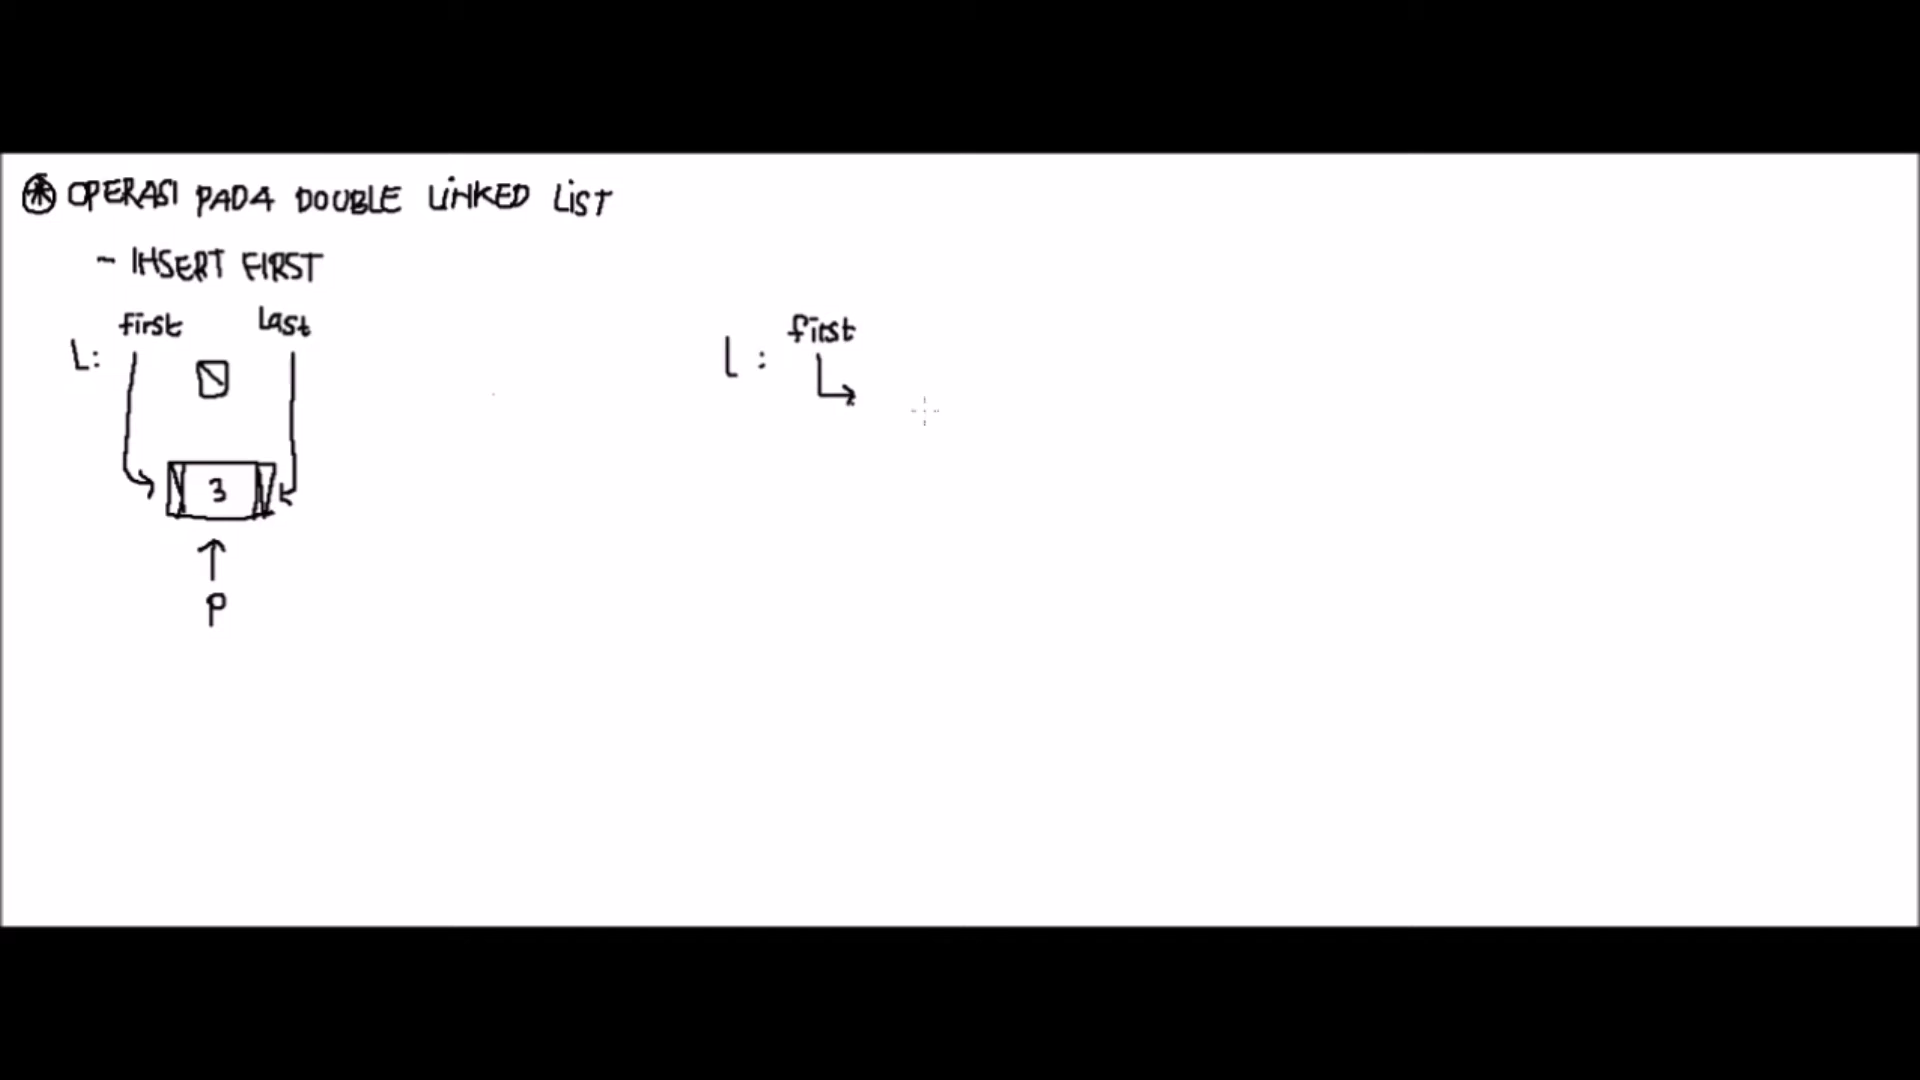 ⊛ OPERASI PADA DOUBLE LINKED LIST
- INSERT FIRST
first last
L:
3
P
first
L :